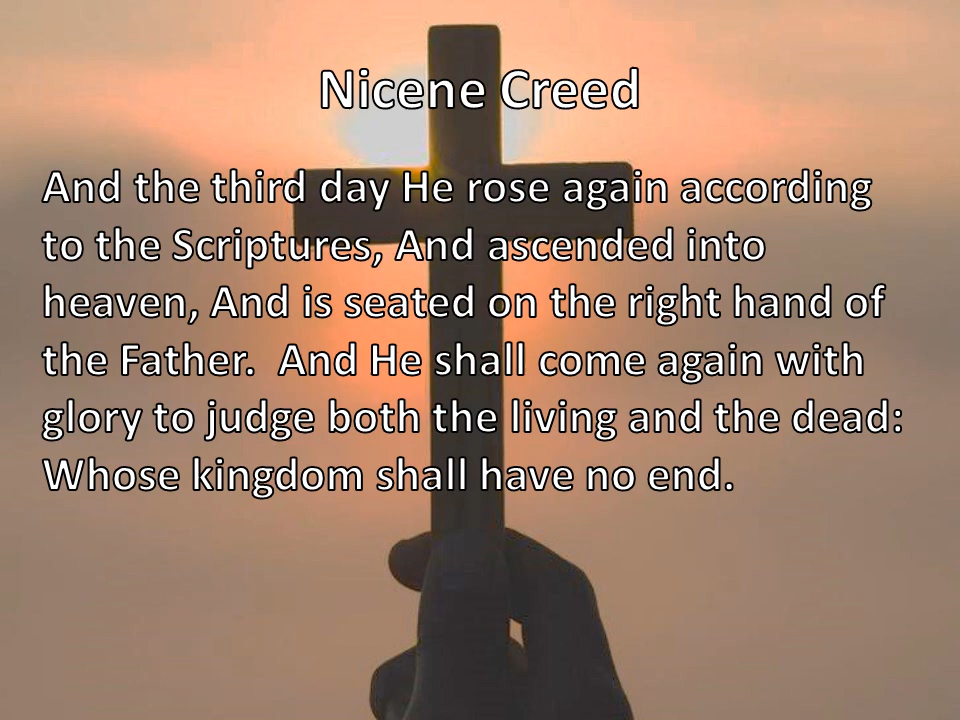 Nicene Creed
And the third day He rose again according
to the Scriptures, And ascended into
heaven, And is seated on the right hand of
the Father.  And He shall come again with
glory to judge both the living and the dead:
Whose kingdom shall have no end.